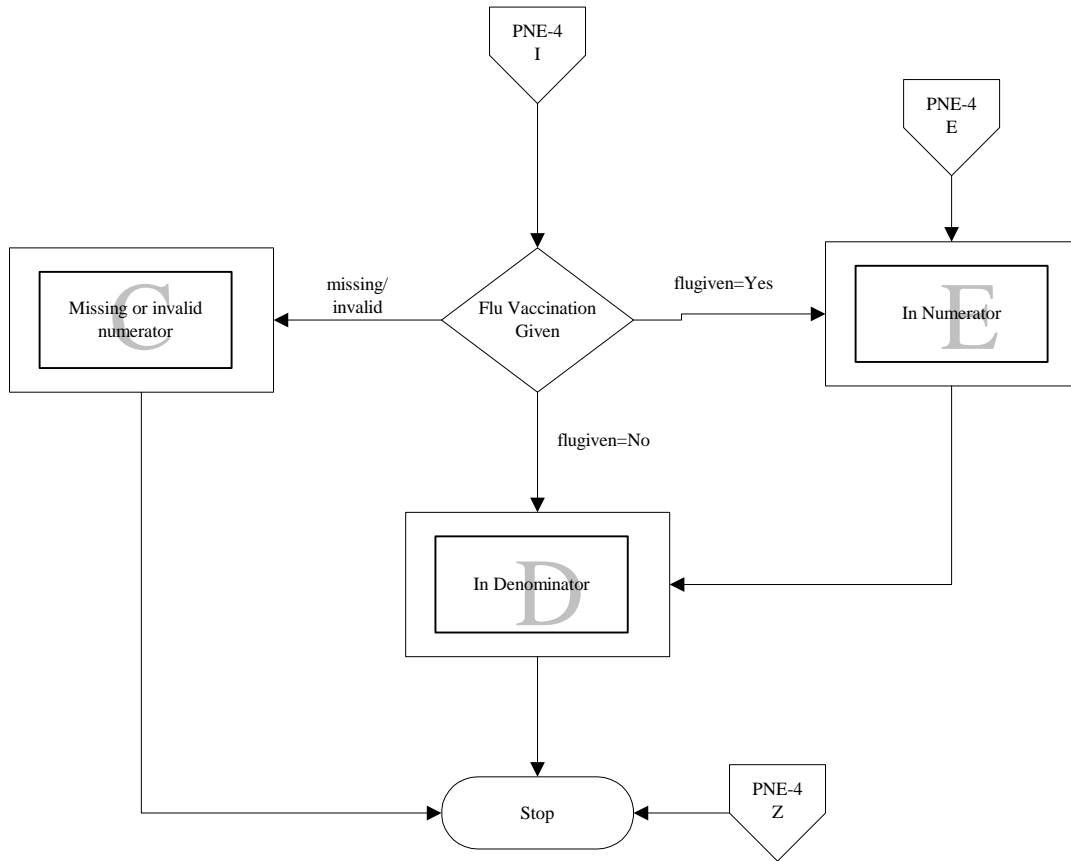 PNE-4
I
PNE-4
E
missing/
invalid
flugiven=Yes
C
Missing or invalid
numerator
Flu Vaccination
Given
E
In Numerator
flugiven=No
D
In Denominator
PNE-4
Z
Stop